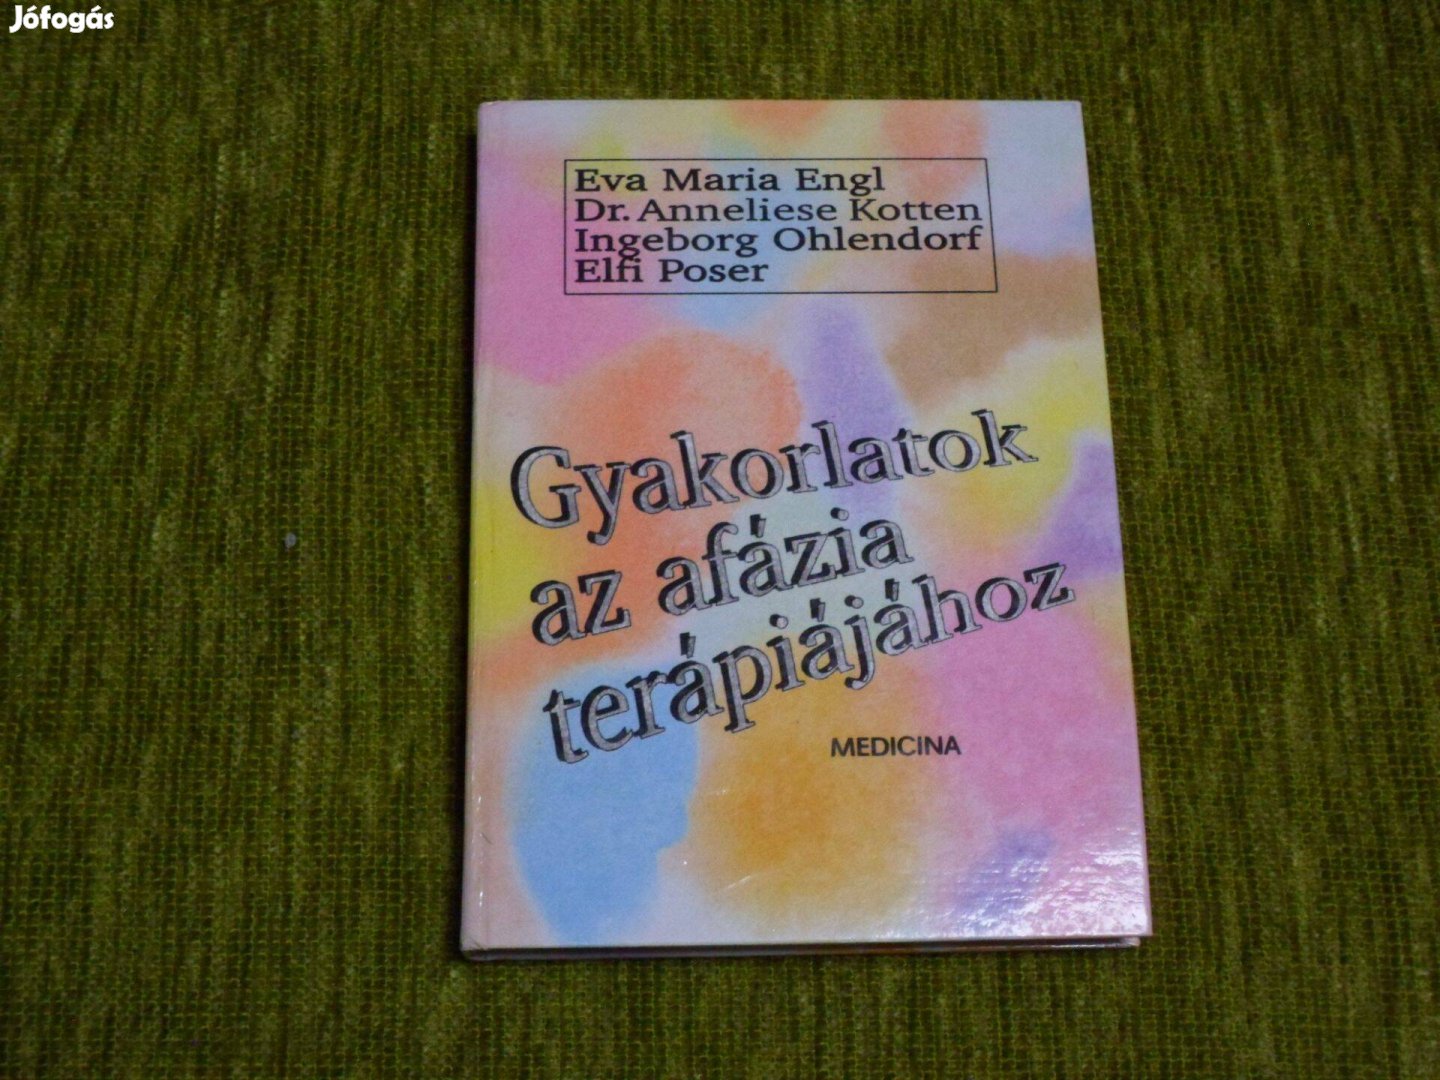 Jófogás
Eva Maria Engl
Dr. Anneliese Kotten
Ingeborg Ohlendorf
Elfi Poser
Gyakorlatok
az afázia
terápiájához
MEDICINA